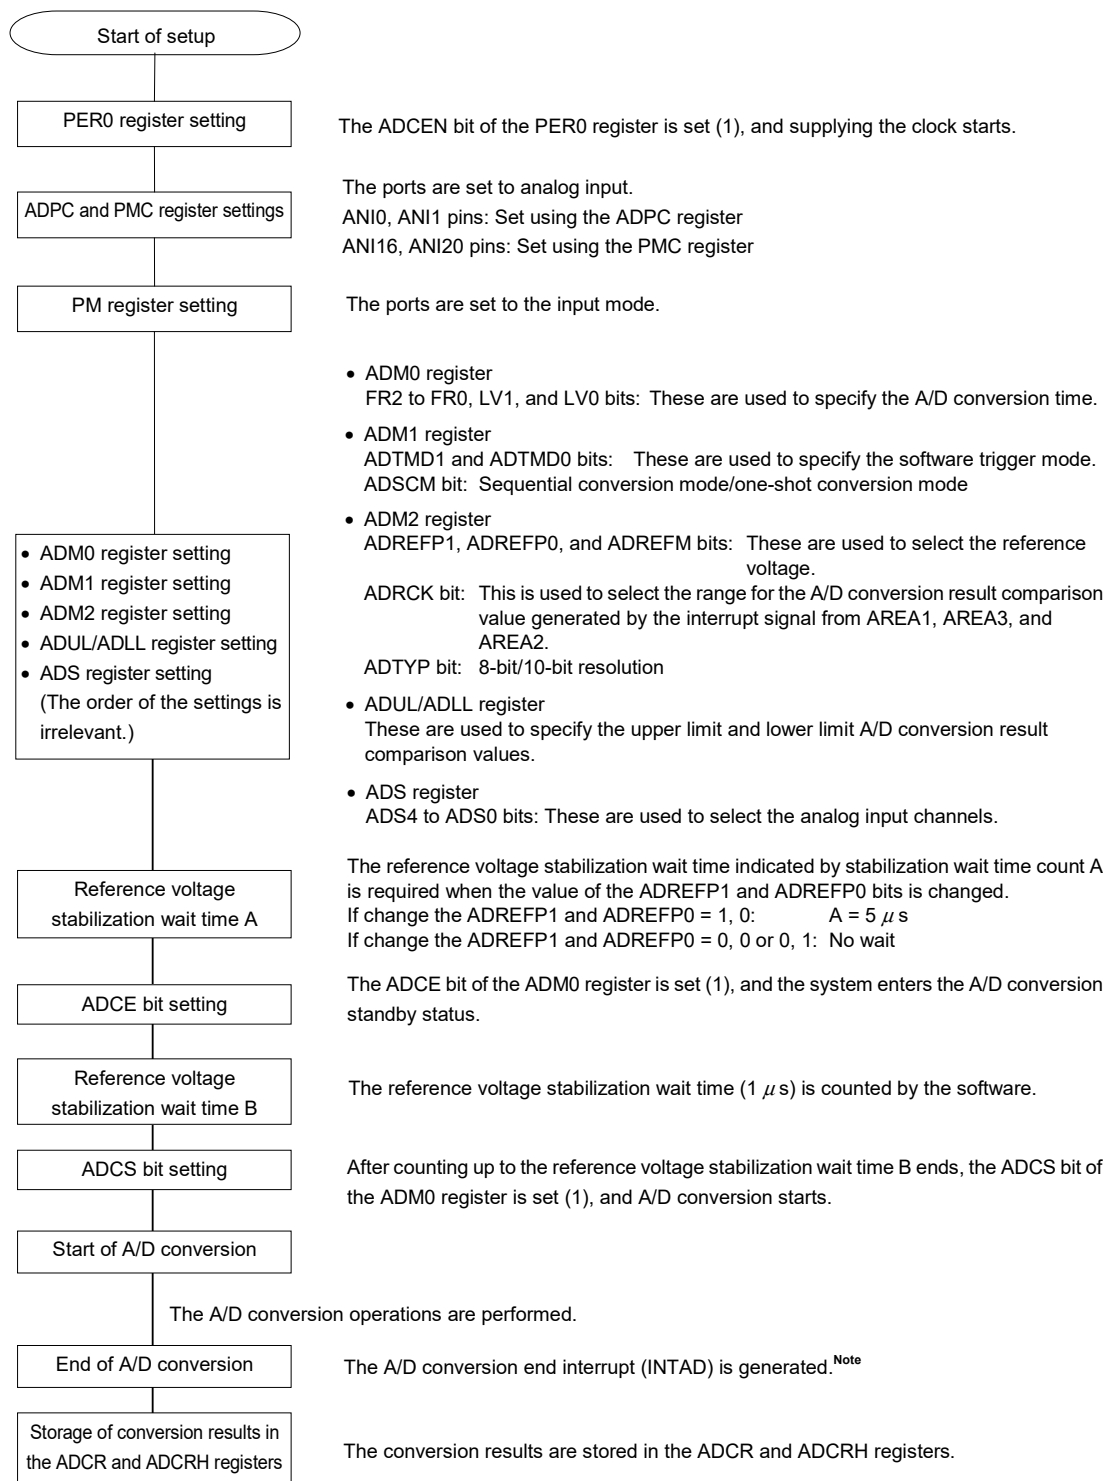 Start of setup
PER0 register setting
The ADCEN bit of the PER0 register is set (1), and supplying the clock starts.
ADPC and PMC register settings
The ports are set to analog input.
ANI0, ANI1 pins: Set using the ADPC register
ANI16, ANI20 pins: Set using the PMC register
PM register setting
The ports are set to the input mode.
• ADM0 register setting
• ADM1 register setting
• ADM2 register setting
• ADUL/ADLL register setting
• ADS register setting
(The order of the settings is
irrelevant.)
• ADM0 register
FR2 to FR0, LV1, and LV0 bits: These are used to specify the A/D conversion time.
• ADM1 register
ADTMD1 and ADTMD0 bits: These are used to specify the software trigger mode.
ADSCM bit: Sequential conversion mode/one-shot conversion mode
• ADM2 register
ADREFP1, ADREFP0, and ADREFM bits: These are used to select the reference
voltage.
ADRCK bit: This is used to select the range for the A/D conversion result comparison
value generated by the interrupt signal from AREA1, AREA3, and
AREA2.
ADTYP bit: 8-bit/10-bit resolution
• ADUL/ADLL register
These are used to specify the upper limit and lower limit A/D conversion result
comparison values.
• ADS register
ADS4 to ADS0 bits: These are used to select the analog input channels.
Reference voltage
stabilization wait time A
The reference voltage stabilization wait time indicated by stabilization wait time count A
is required when the value of the ADREFP1 and ADREFP0 bits is changed.
If change the ADREFP1 and ADREFP0 = 1, 0: A = 5 μ s
If change the ADREFP1 and ADREFP0 = 0, 0 or 0, 1: No wait
ADCE bit setting
The ADCE bit of the ADM0 register is set (1), and the system enters the A/D conversion
standby status.
Reference voltage
stabilization wait time B
The reference voltage stabilization wait time (1 μ s) is counted by the software.
ADCS bit setting
After counting up to the reference voltage stabilization wait time B ends, the ADCS bit of
the ADM0 register is set (1), and A/D conversion starts.
Start of A/D conversion
The A/D conversion operations are performed.
End of A/D conversion
The A/D conversion end interrupt (INTAD) is generated.Note
Storage of conversion results in
the ADCR and ADCRH registers
The conversion results are stored in the ADCR and ADCRH registers.